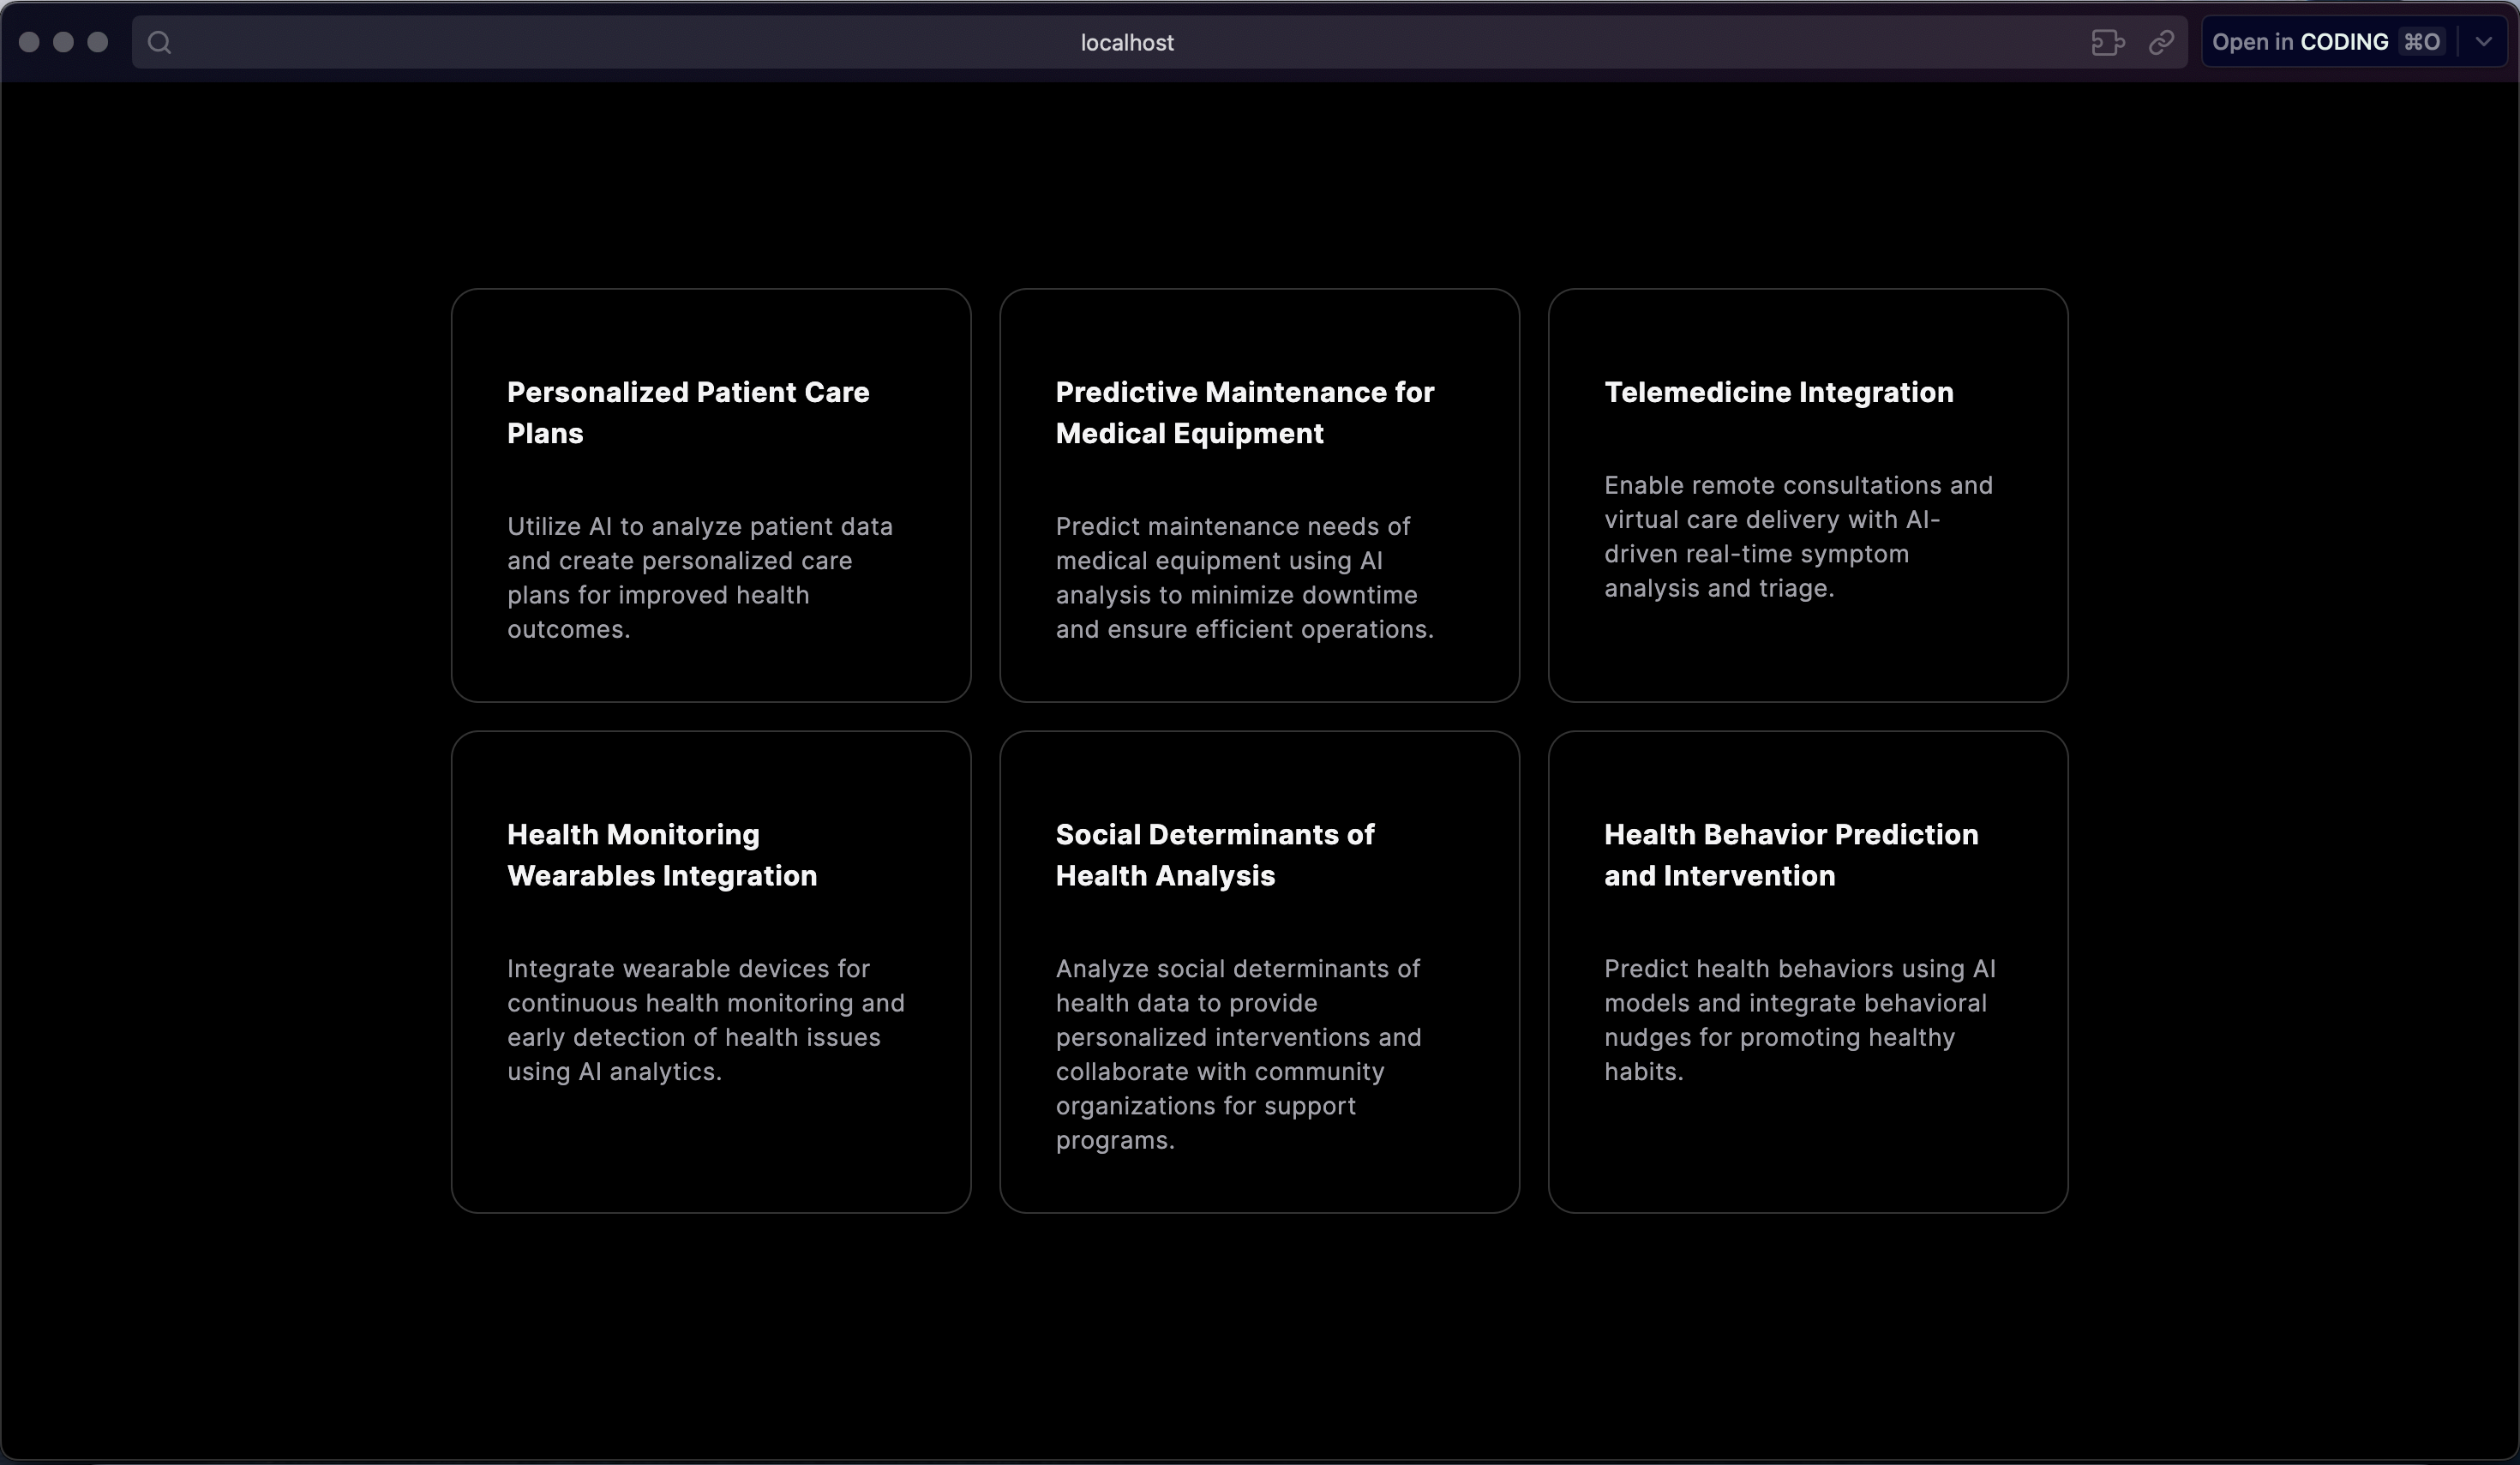 localhost
Open in CODING ⌘O
Personalized Patient Care
Plans
Utilize AI to analyze patient data
and create personalized care
plans for improved health
outcomes.
Predictive Maintenance for
Medical Equipment
Predict maintenance needs of
medical equipment using AI
analysis to minimize downtime
and ensure efficient operations.
Telemedicine Integration
Enable remote consultations and
virtual care delivery with AI-
driven real-time symptom
analysis and triage.
Health Monitoring
Wearables Integration
Integrate wearable devices for
continuous health monitoring and
early detection of health issues
using AI analytics.
Social Determinants of
Health Analysis
Analyze social determinants of
health data to provide
personalized interventions and
collaborate with community
organizations for support
programs.
Health Behavior Prediction
and Intervention
Predict health behaviors using AI
models and integrate behavioral
nudges for promoting healthy
habits.